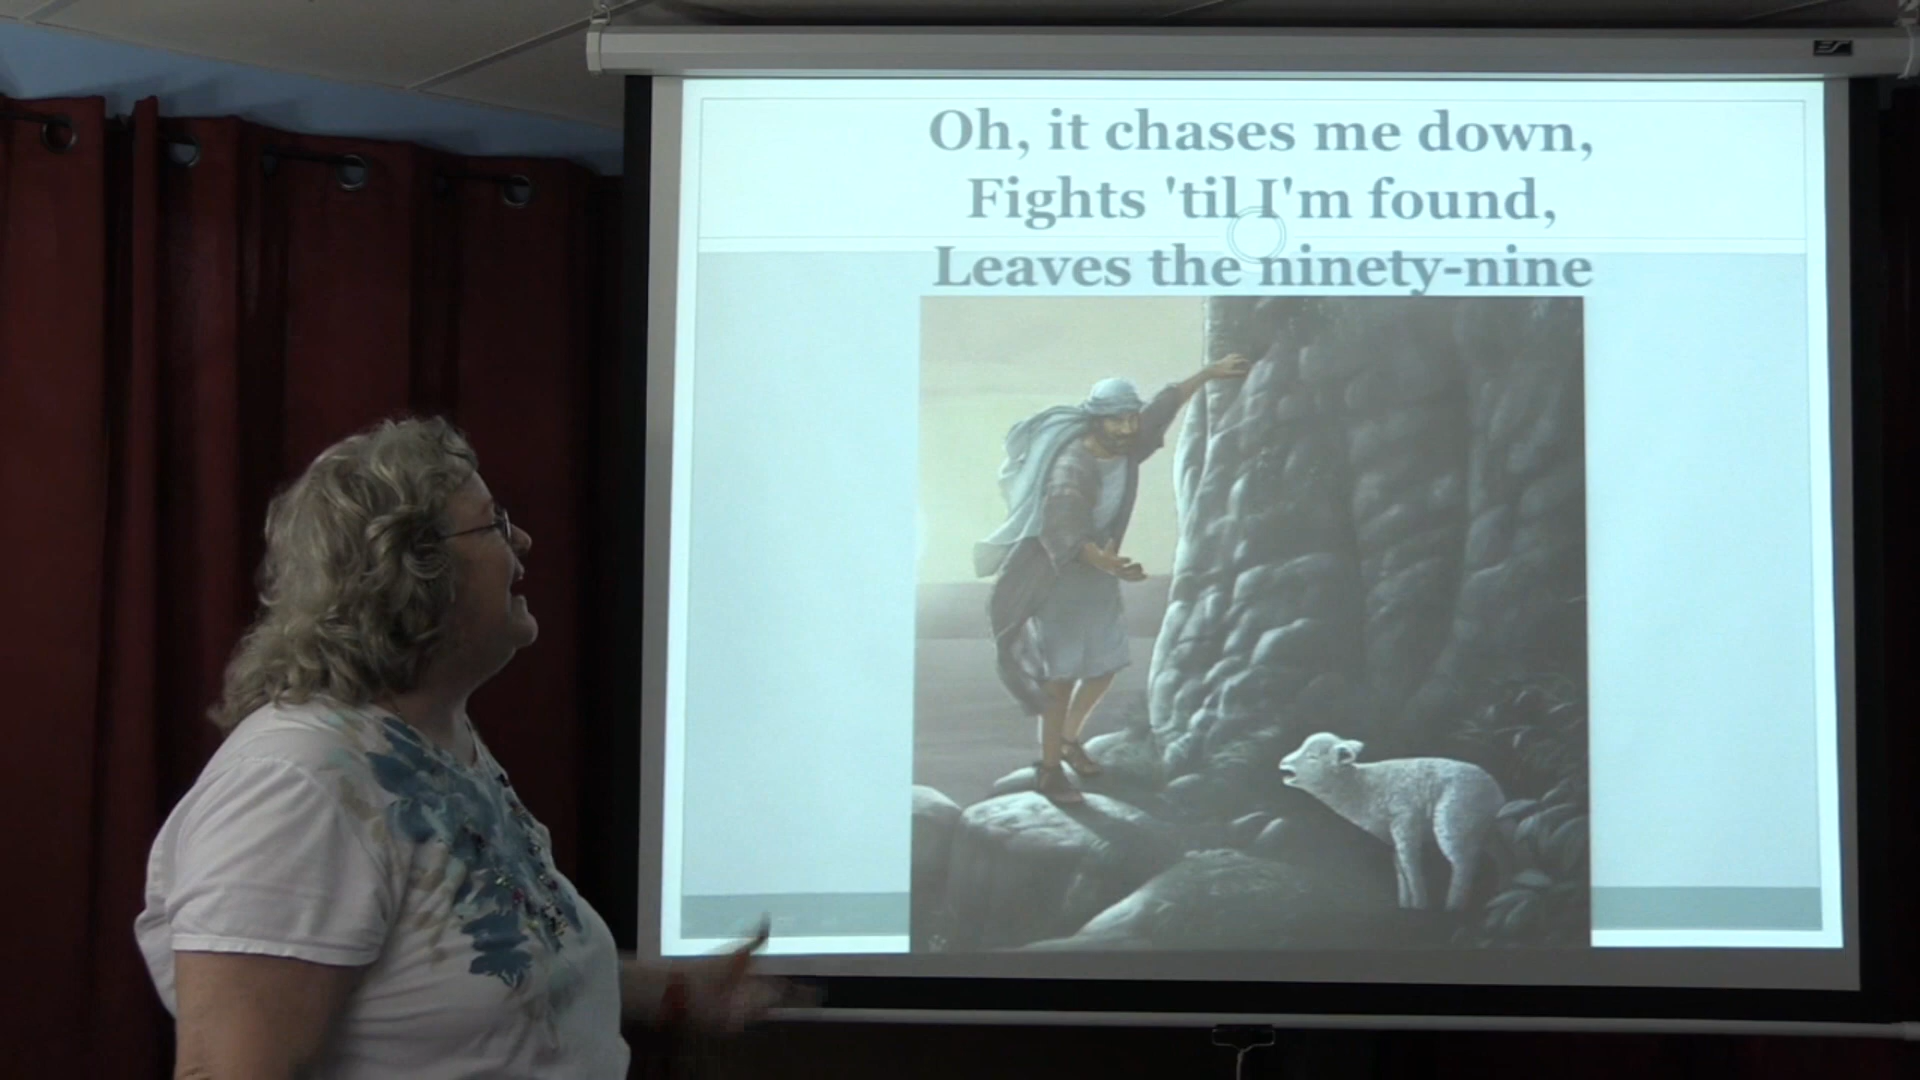 Oh, it chases me down,
Fights 'til I'm found,
Leaves the ninety-nine